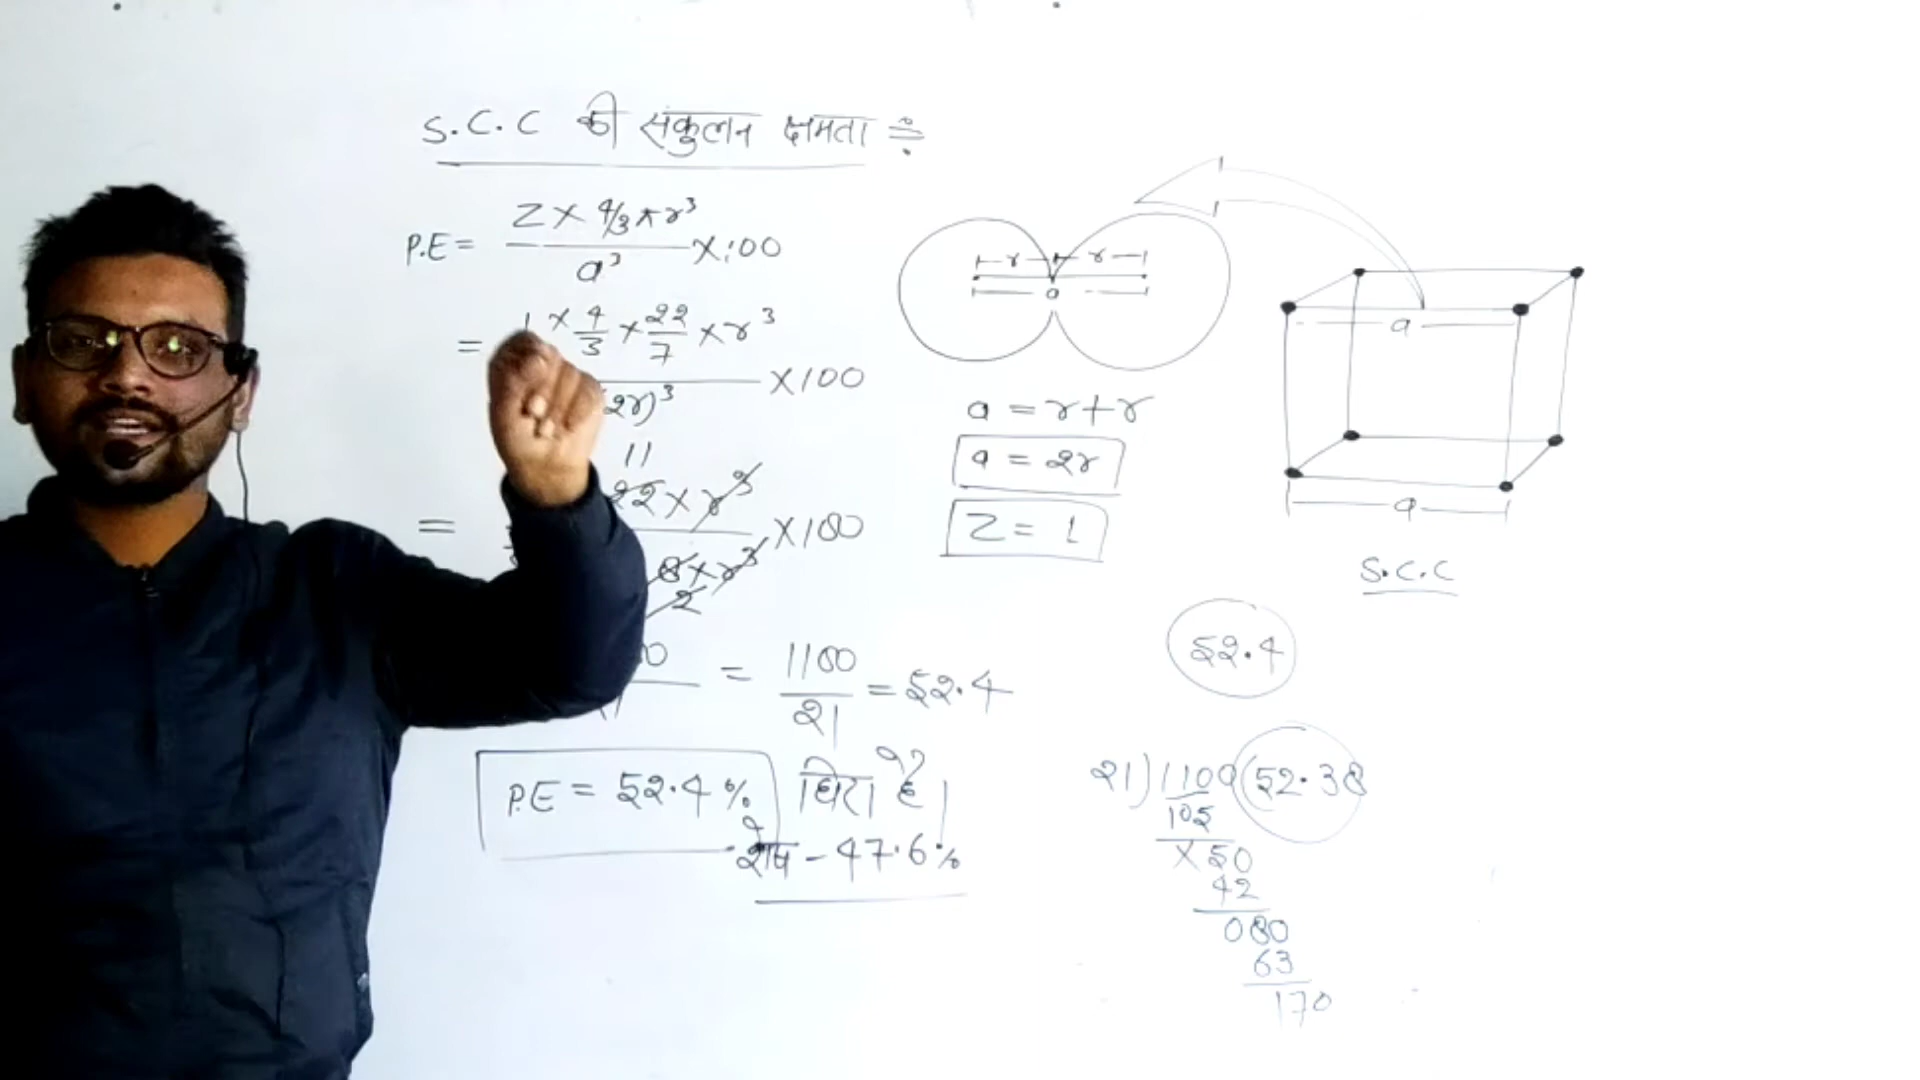 S.C.C की संकुलन क्षमता ÷
P.E = Z × 4/3 π r³ / a³ × 100
= 1 × 4/3 × 22/7 × r³ / (2r)³ × 100
11
= 22 × r³ / 8 × r³ × 100
2
0 = 1100 / 21 = 52.4
P.E = 52.4 % घिरा है।
शेष - 47.6%
r r
a
a = r + r
a = 2r
Z = 1
a
a
S.C.C
52.4
21) 1100 (52.38
105
× 50
42
080
63
170